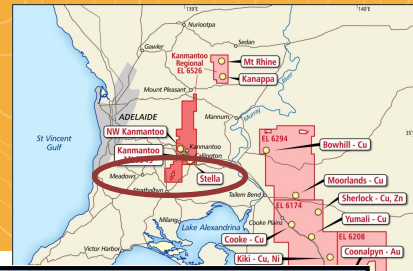 139°E
140°E
Nuriootpa
Gawler
Sedan
Kanmantoo
Regional
EL 6526
Mt Rhine
Kanappa
Mount Pleasant
River
ADELAIDE
Mannum
Murray
35°
NW Kanmantoo
Kanmantoo
EL 6294
Bowhill - Cu
St Vincent
Gulf
Kanmantoo
Callington
Meadows
Stella
Strathalbyn
Tailem Bend
Moorlands - Cu
Sherlock - Cu, Zn
EL 6174
Milang
Cooke Plains
Yumali - Cu
Lake Alexandrina
Cooke - Cu
EL 6208
Victor Harbor
Kiki - Cu, Ni
Coonalpyn - Au